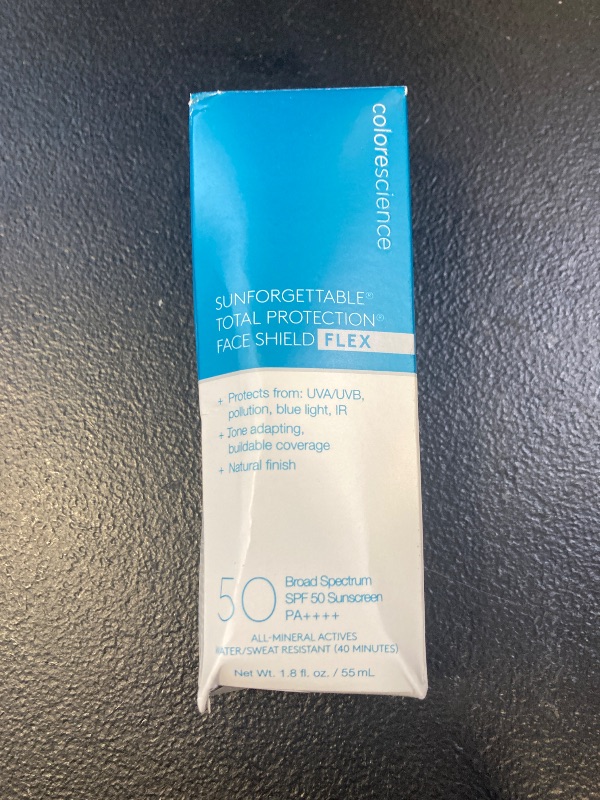 colorescience
SUNFORGETTABLE®
TOTAL PROTECTION®
FACE SHIELD FLEX
+ Protects from: UVA/UVB,
pollution, blue light, IR
+ Tone adapting,
buildable coverage
+ Natural finish
50
Broad Spectrum
SPF 50 Sunscreen
PA++++
ALL-MINERAL ACTIVES
WATER/SWEAT RESISTANT (40 MINUTES)
Net Wt. 1.8 fl. oz. / 55 mL